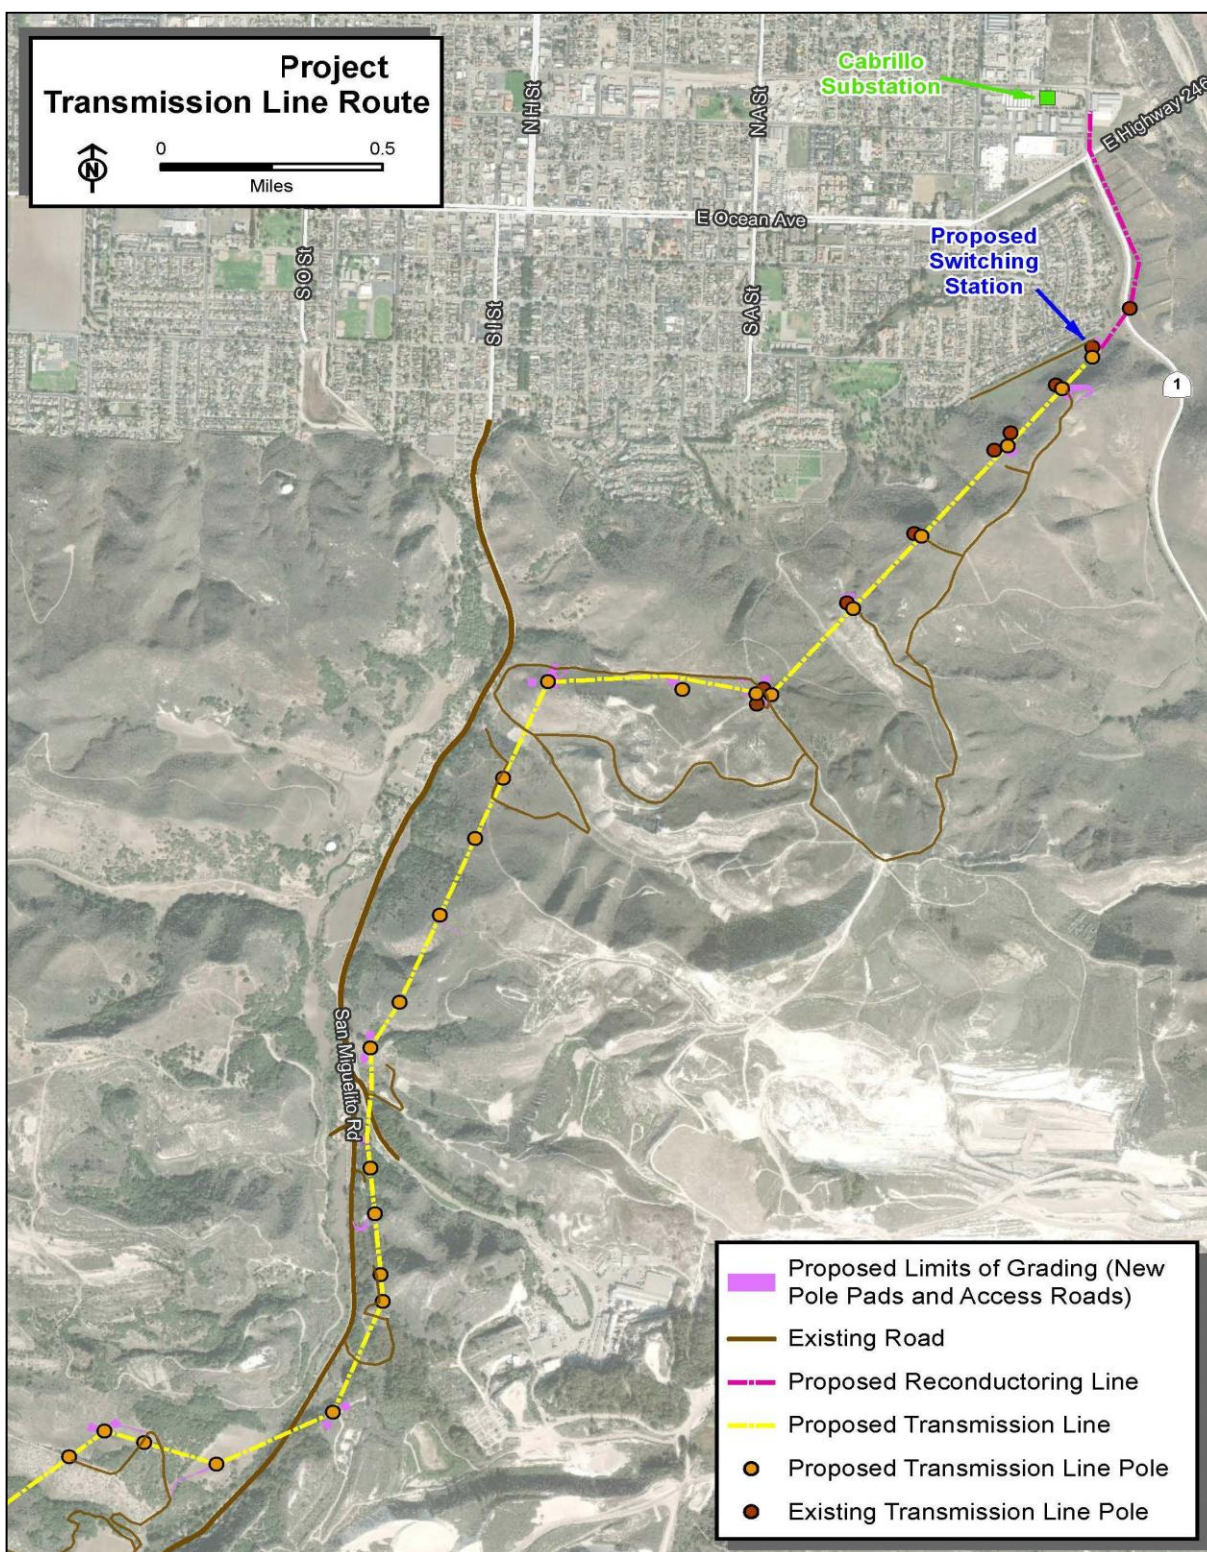 Project
Transmission Line Route
N
0 0.5
Miles
Cabrillo
Substation
N H St
N A St
E Highway 246
E Ocean Ave
Proposed
Switching
Station
S O St
S I St
S A St
1
San Miguelito Rd
Proposed Limits of Grading (New
Pole Pads and Access Roads)
Existing Road
Proposed Reconductoring Line
Proposed Transmission Line
Proposed Transmission Line Pole
Existing Transmission Line Pole